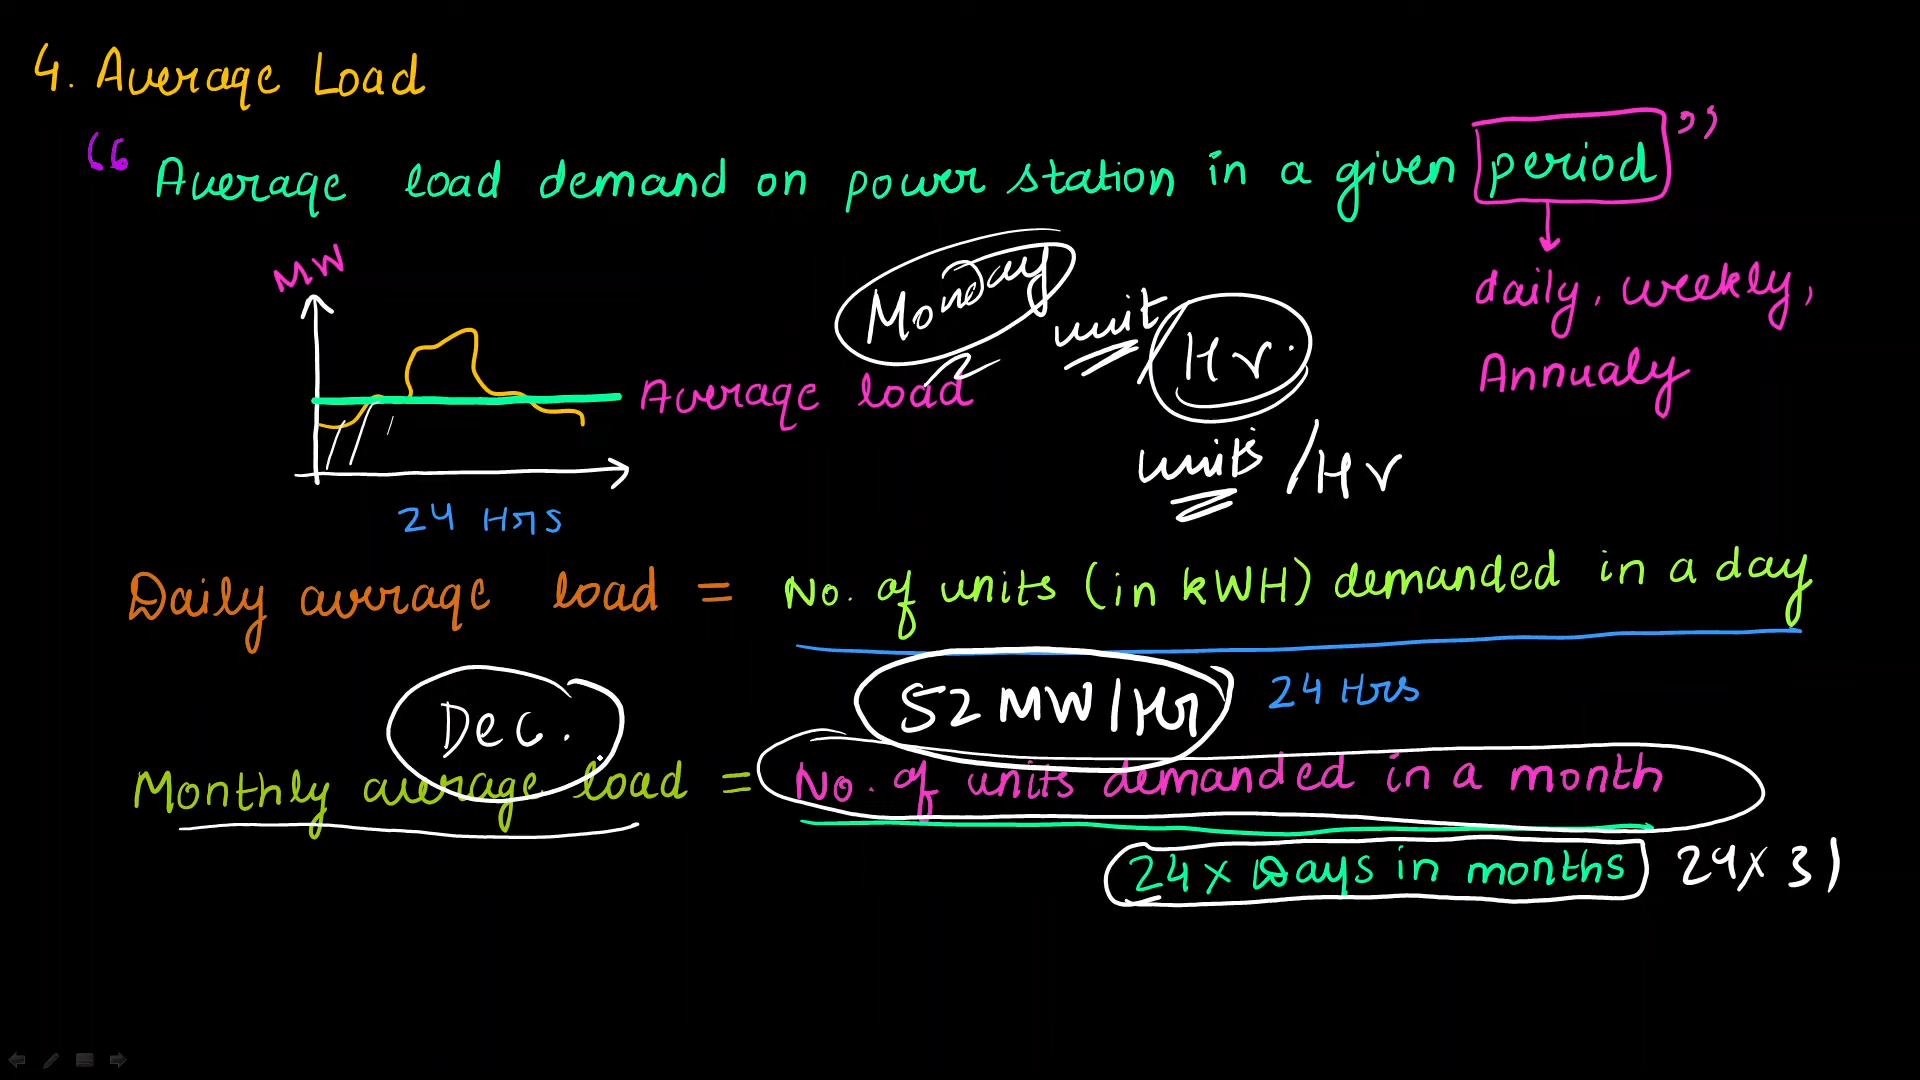 4. Average Load
“ Average load demand on power station in a given period ”
daily, weekly,
Annualy
MW
Monday
unit
Hr.
Average load
units /Hr
24 Hrs
Daily average load = No. of units (in kWH) demanded in a day
24 Hrs
52 MW/Hr
Dec.
Monthly average load = No. of units demanded in a month
24 x Days in months 24x31